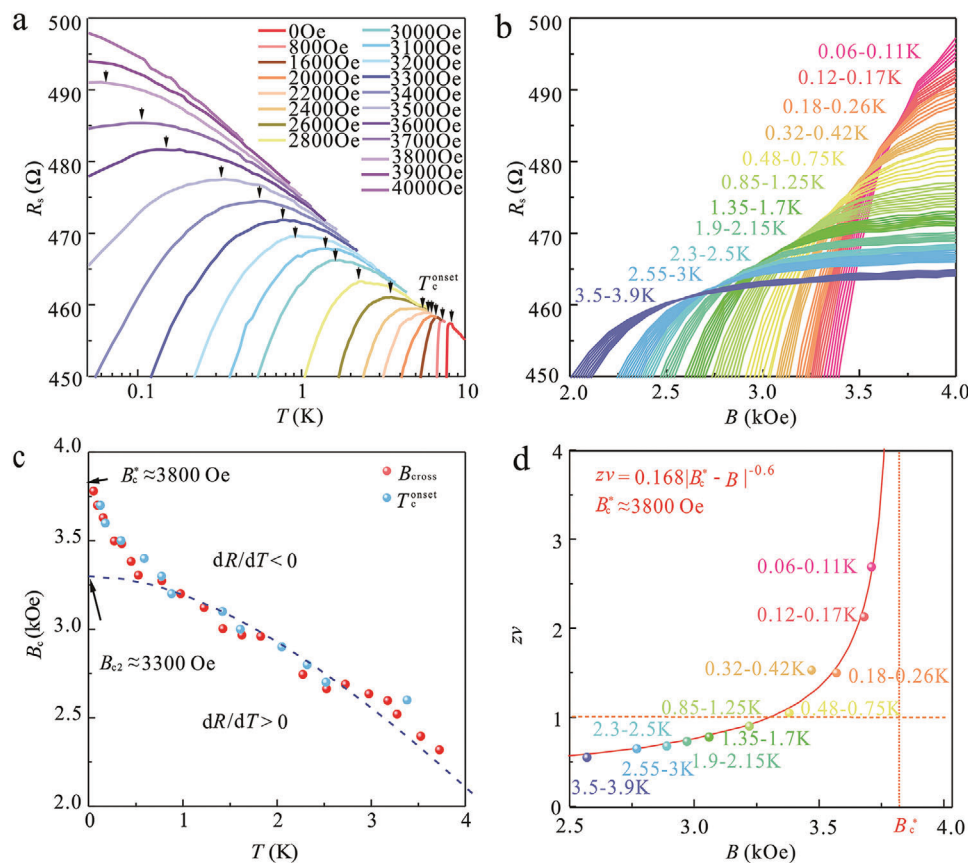 a
500
490
480
470
460
450
Rs (Ω)
0.1
1
10
T (K)
0Oe
800Oe
1600Oe
2000Oe
2200Oe
2400Oe
2600Oe
2800Oe
3000Oe
3100Oe
3200Oe
3300Oe
3400Oe
3500Oe
3600Oe
3700Oe
3800Oe
3900Oe
4000Oe
T_c^onset
b
500
490
480
470
460
450
Rs (Ω)
2.0
2.5
3.0
3.5
4.0
B (kOe)
0.06-0.11K
0.12-0.17K
0.18-0.26K
0.32-0.42K
0.48-0.75K
0.85-1.25K
1.35-1.7K
1.9-2.15K
2.3-2.5K
2.55-3K
3.5-3.9K
c
4.0
3.5
3.0
2.5
2.0
Bc (kOe)
0
1
2
3
4
T (K)
B_c^* ≈3800 Oe
Bcross
T_c^onset
dR/dT<0
Bc2 ≈3300 Oe
dR/dT>0
d
4
3
2
1
0
zv
2.5
3.0
3.5
4.0
B_c^*
B (kOe)
zv = 0.168|B_c^* - B|^-0.6
B_c^* ≈3800 Oe
0.06-0.11K
0.12-0.17K
0.32-0.42K
0.18-0.26K
0.85-1.25K
0.48-0.75K
2.3-2.5K
1.35-1.7K
2.55-3K
1.9-2.15K
3.5-3.9K